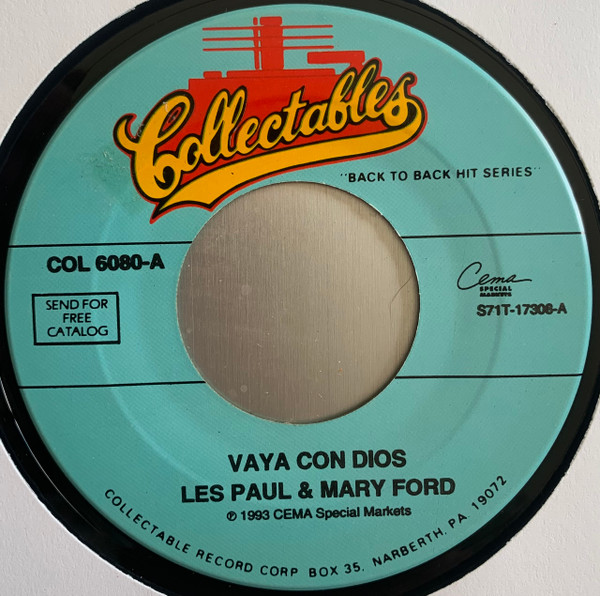 Collectables
"BACK TO BACK HIT SERIES"
COL 6080-A
Cema
SPECIAL
MARKETS
SEND FOR
FREE
CATALOG
S71T-17308-A
VAYA CON DIOS
LES PAUL & MARY FORD
℗ 1993 CEMA Special Markets
COLLECTABLE RECORD CORP BOX 35, NARBERTH, PA 19072